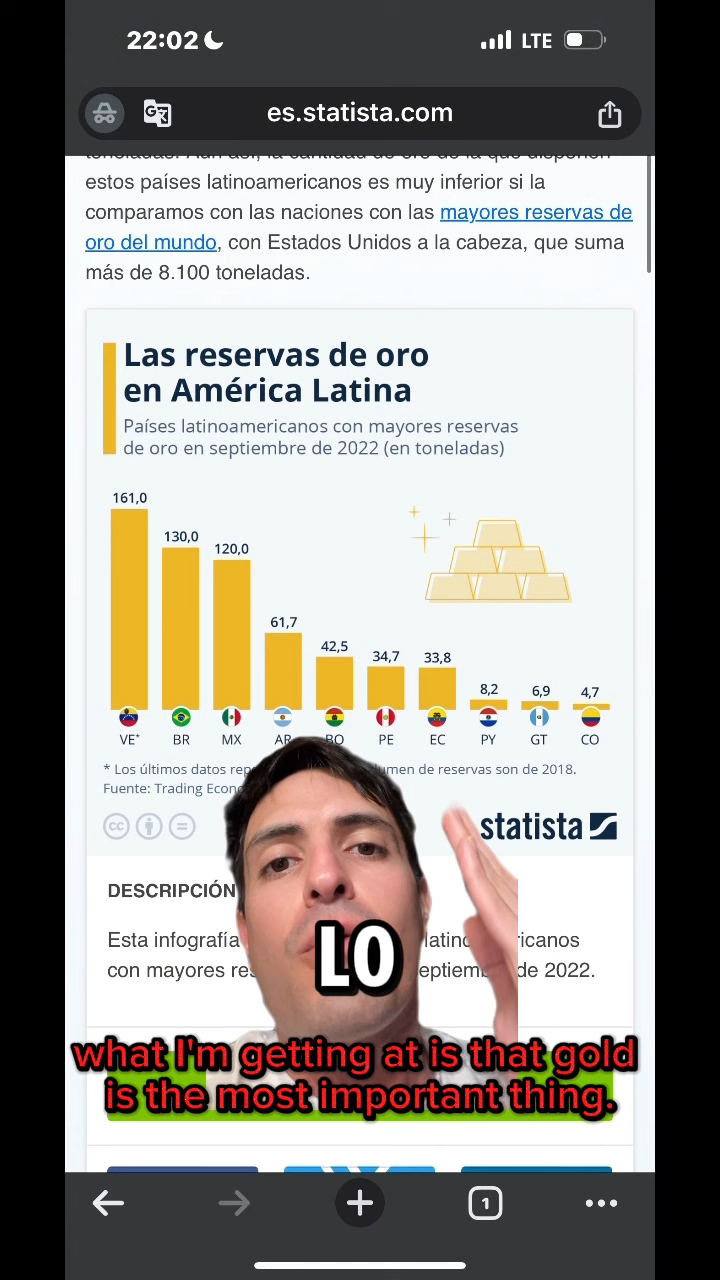 22:02
LTE
es.statista.com
estos países latinoamericanos es muy inferior si la
comparamos con las naciones con las mayores reservas de
oro del mundo, con Estados Unidos a la cabeza, que suma
más de 8.100 toneladas.
Las reservas de oro
en América Latina
Países latinoamericanos con mayores reservas
de oro en septiembre de 2022 (en toneladas)
161,0
130,0
120,0
61,7
42,5
34,7
33,8
8,2
6,9
4,7
VE*
BR
MX
AR
BO
PE
EC
PY
GT
CO
* Los últimos datos de reservas son de 2018.
Fuente: Trading
cc
statista
DESCRIPCIÓN
Esta infografía
con mayores de 2022.
LO
what I'm getting at is that gold
is the most important thing.
1